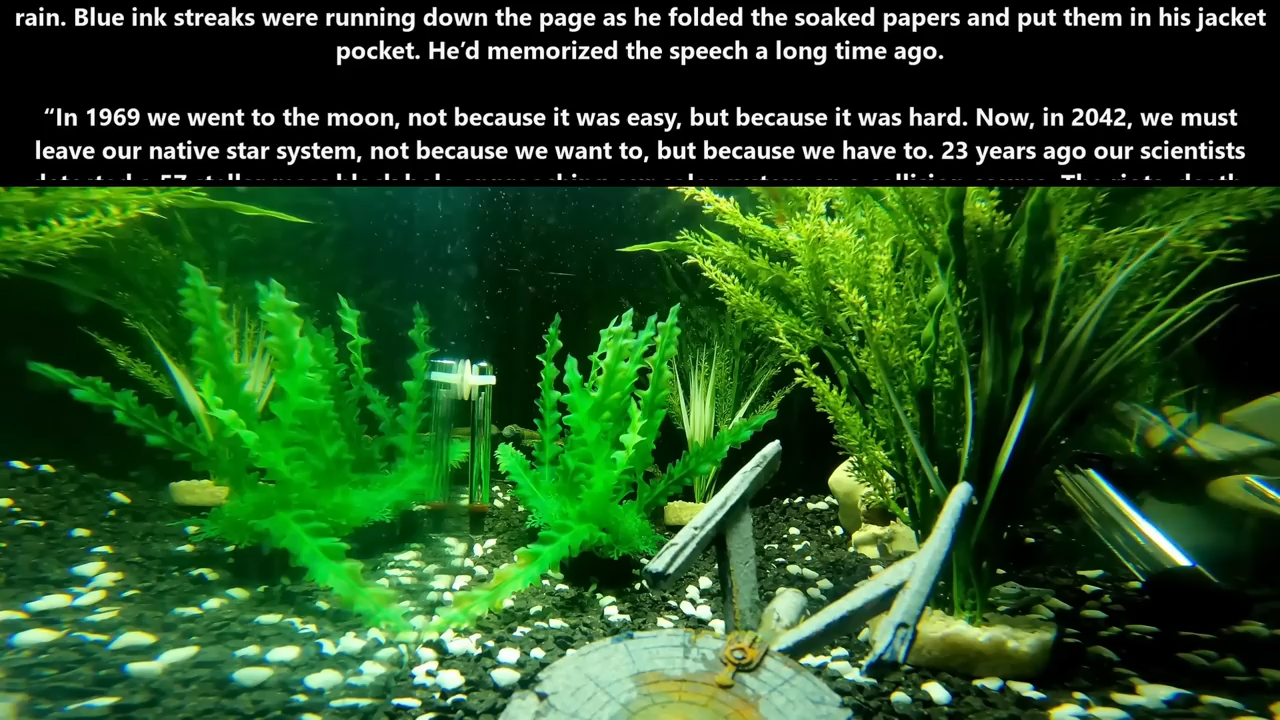 rain. Blue ink streaks were running down the page as he folded the soaked papers and put them in his jacket
pocket. He’d memorized the speech a long time ago.
“In 1969 we went to the moon, not because it was easy, but because it was hard. Now, in 2042, we must
leave our native star system, not because we want to, but because we have to. 23 years ago our scientists